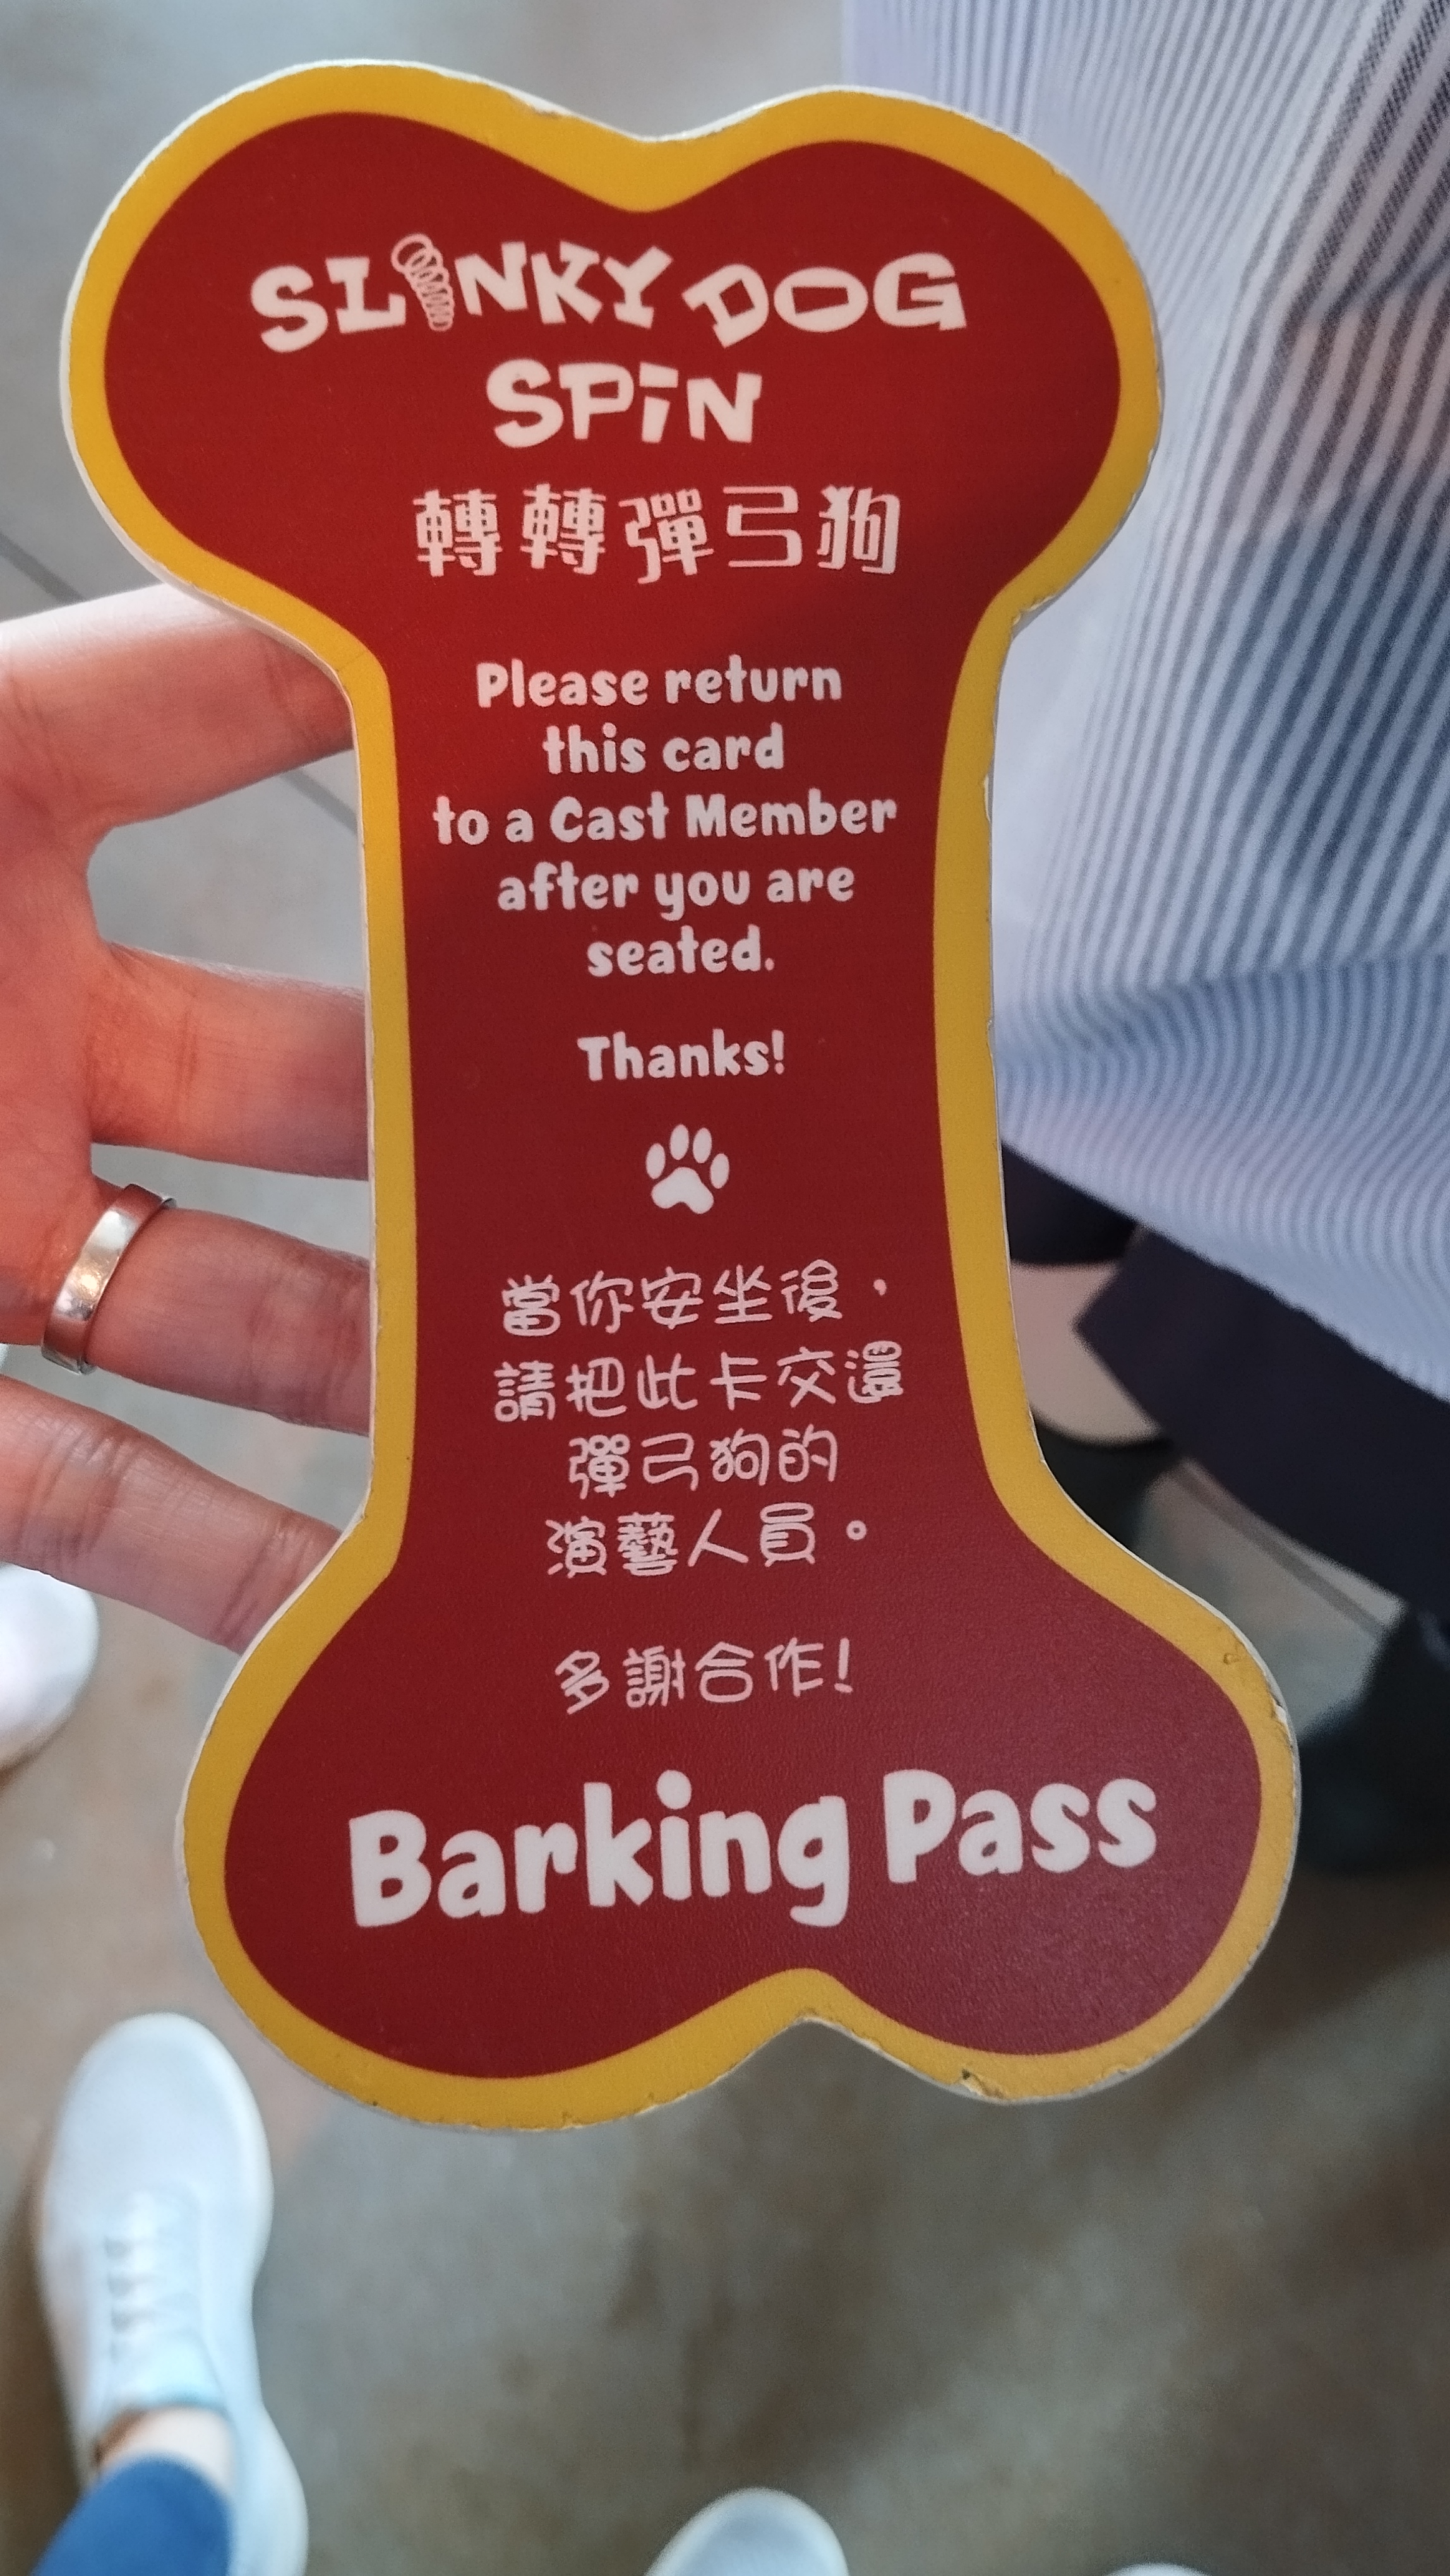 SLINKY DOG
SPIN
轉轉彈弓狗
Please return
this card
to a Cast Member
after you are
seated.
Thanks!
當你安坐後，
請把此卡交還
彈弓狗的
演藝人員。
多謝合作!
Barking Pass